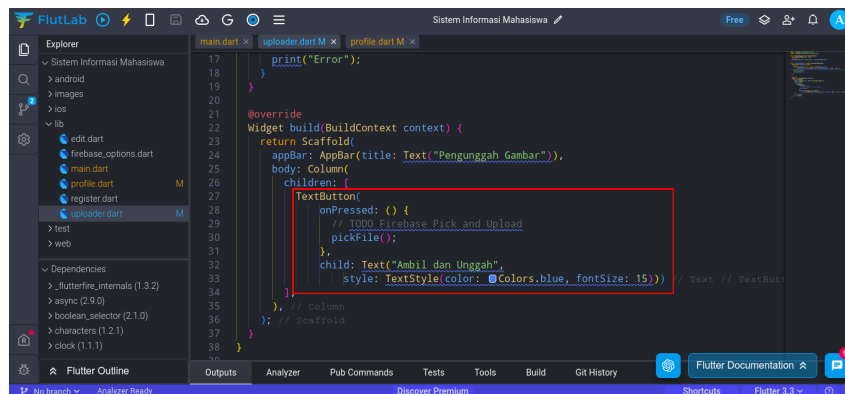 FlutLab
Sistem Informasi Mahasiswa
Free
A
Explorer
main.dart
uploader.dart M
profile.dart M
Sistem Informasi Mahasiswa
android
images
ios
lib
edit.dart
firebase_options.dart
main.dart
profile.dart M
register.dart
uploader.dart M
test
web
Dependencies
_flutterfire_internals (1.3.2)
async (2.9.0)
boolean_selector (2.1.0)
characters (1.2.1)
clock (1.1.1)
Flutter Outline
2
17 print("Error");
18 }
19 }
20
21 @override
22 Widget build(BuildContext context) {
23 return Scaffold(
24 appBar: AppBar(title: Text("Pengunggah Gambar")),
25 body: Column(
26 children: [
27 TextButton(
28 onPressed: () {
29 // TODO Firebase Pick and Upload
30 pickFile();
31 },
32 child: Text("Ambil dan Unggah",
33 style: TextStyle(color: Colors.blue, fontSize: 15))) // Text // TextButt
34 ],
35 ), // Column
36 ); // Scaffold
37 }
38 }
39
Outputs
Analyzer
Pub Commands
Tests
Tools
Build
Git History
Flutter Documentation
No branch
Analyzer Ready
Discover Premium
Shortcuts
Flutter 3.3